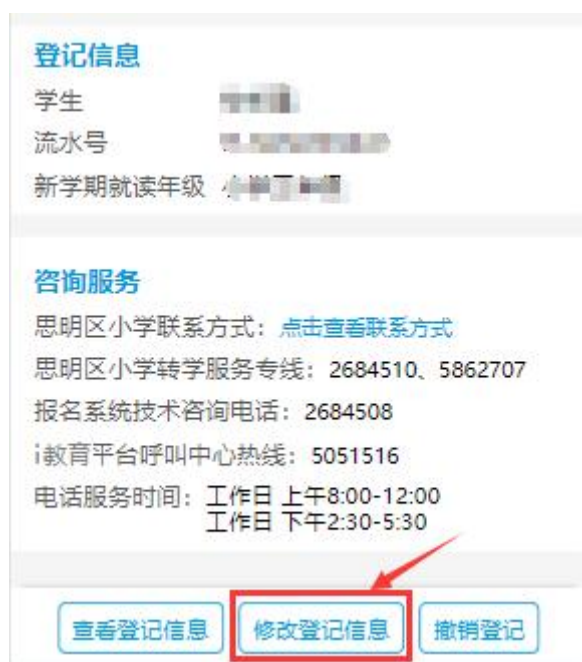 登记信息
学生
流水号
新学期就读年级
咨询服务
思明区小学联系方式：点击查看联系方式
思明区小学转学服务专线：2684510、5862707
报名系统技术咨询电话：2684508
i教育平台呼叫中心热线：5051516
电话服务时间：工作日 上午8:00-12:00
工作日 下午2:30-5:30
查看登记信息 修改登记信息 撤销登记